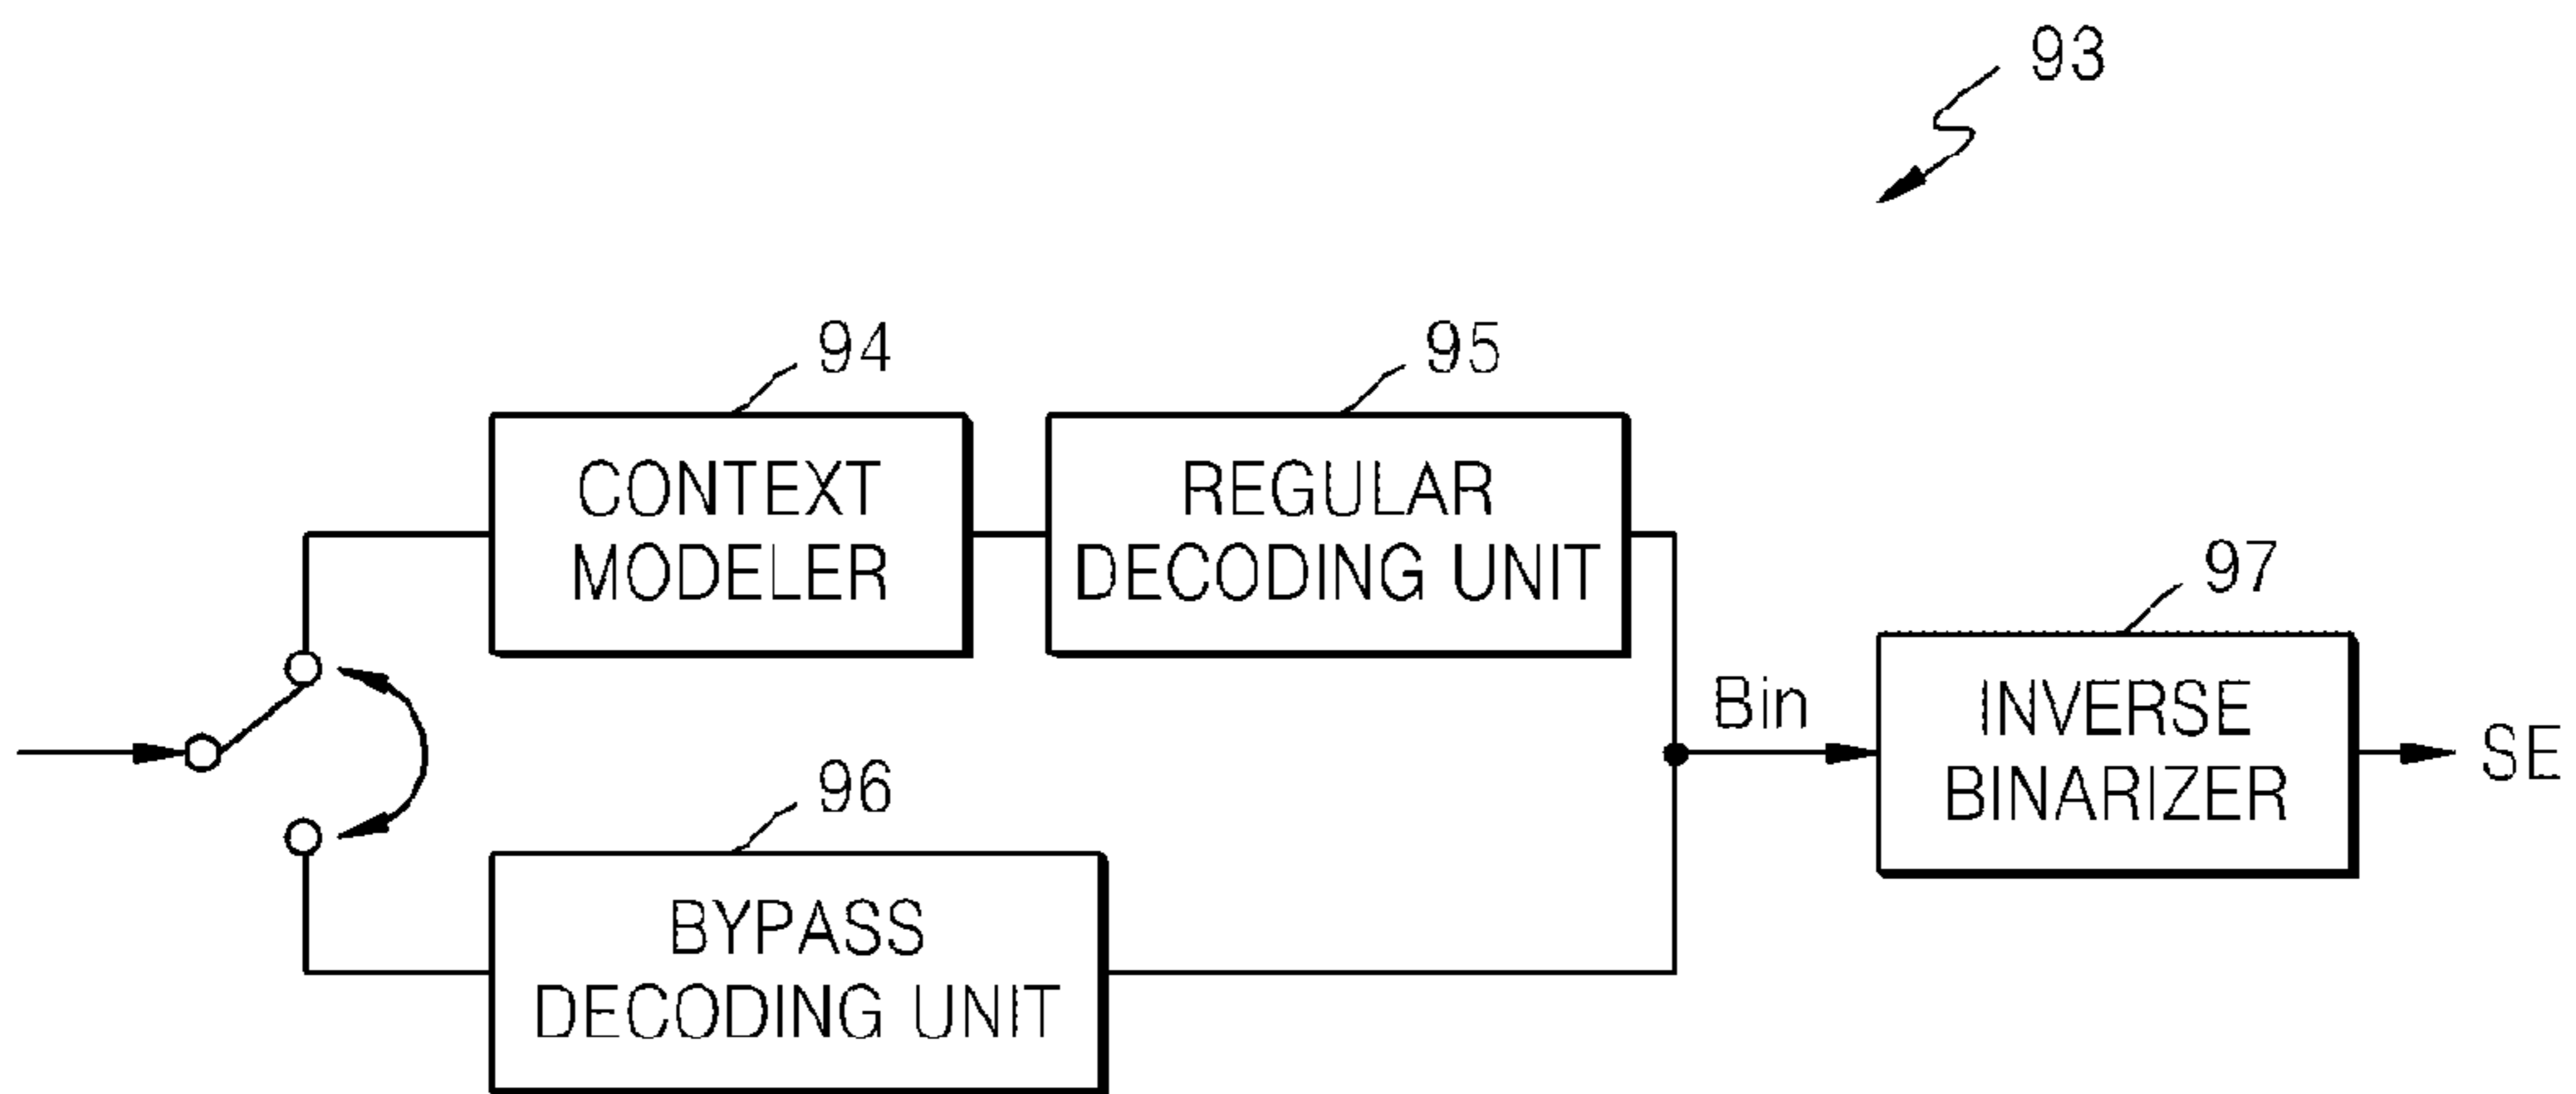 93
94
95
CONTEXT
MODELER
REGULAR
DECODING UNIT
97
Bin
INVERSE
BINARIZER
SE
96
BYPASS
DECODING UNIT